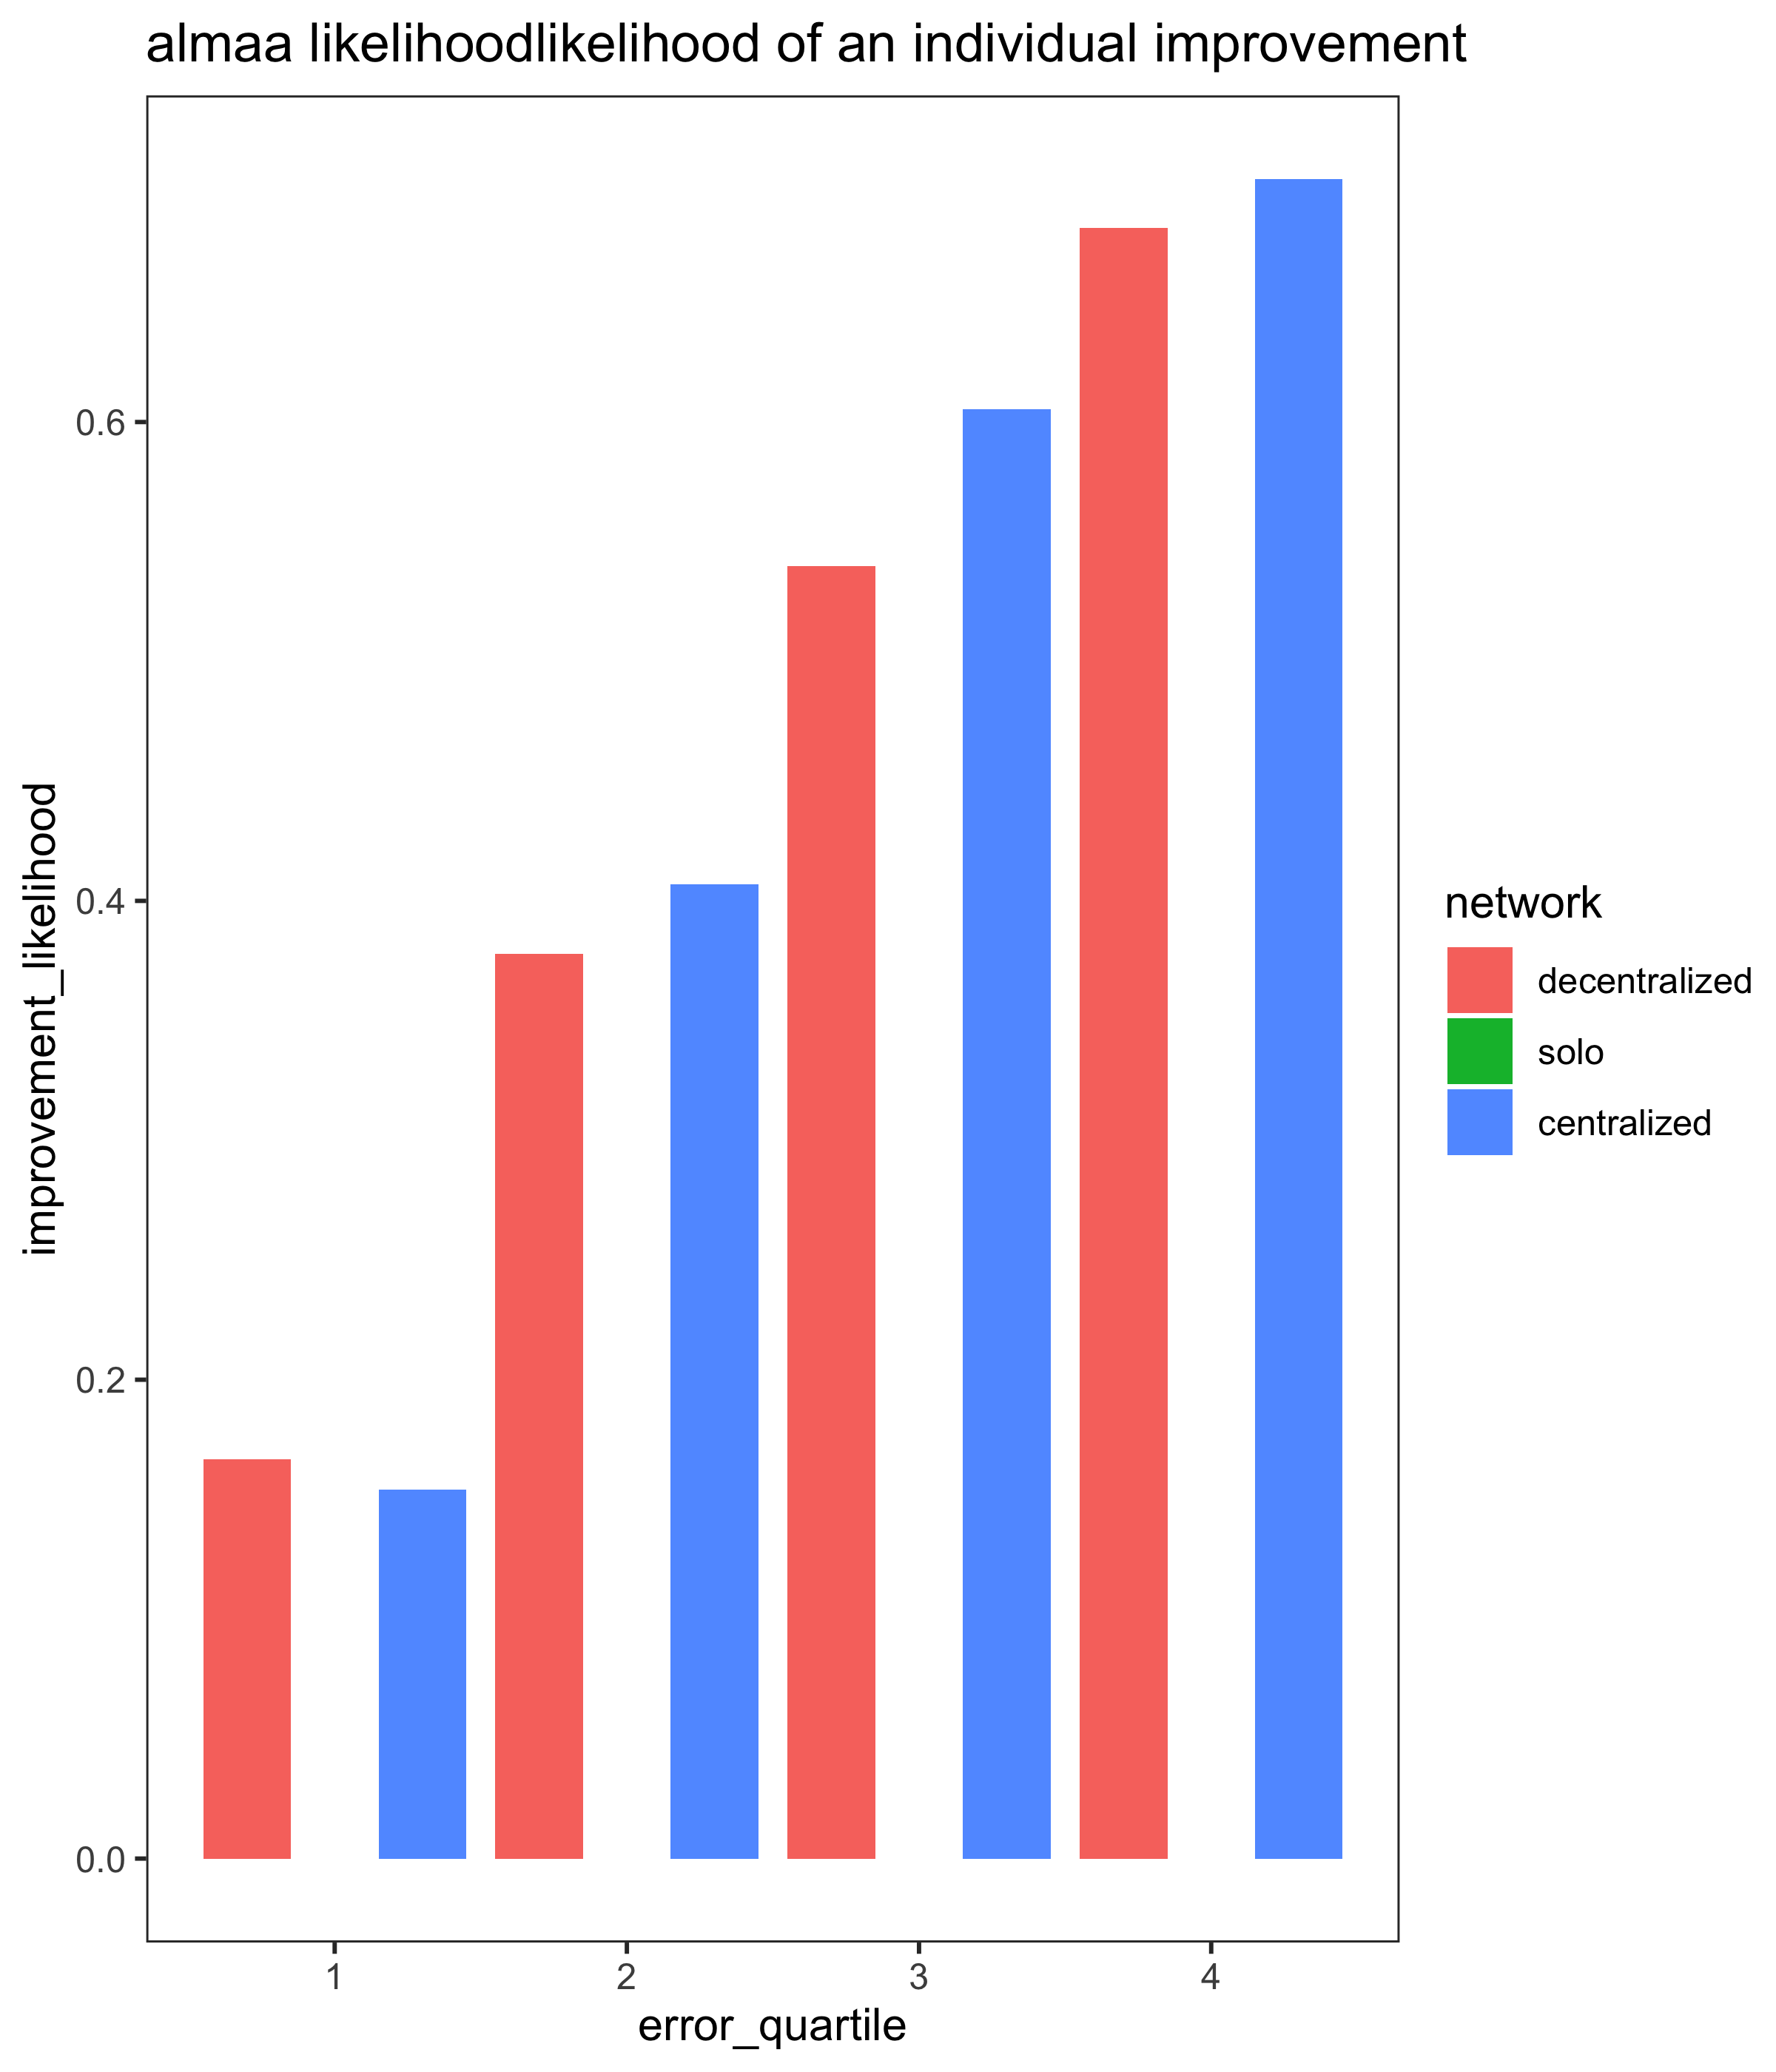 almaa likelihoodlikelihood of an individual improvement
improvement_likelihood
0.6
0.4
0.2
0.0
1 2 3 4
error_quartile
network
decentralized
solo
centralized